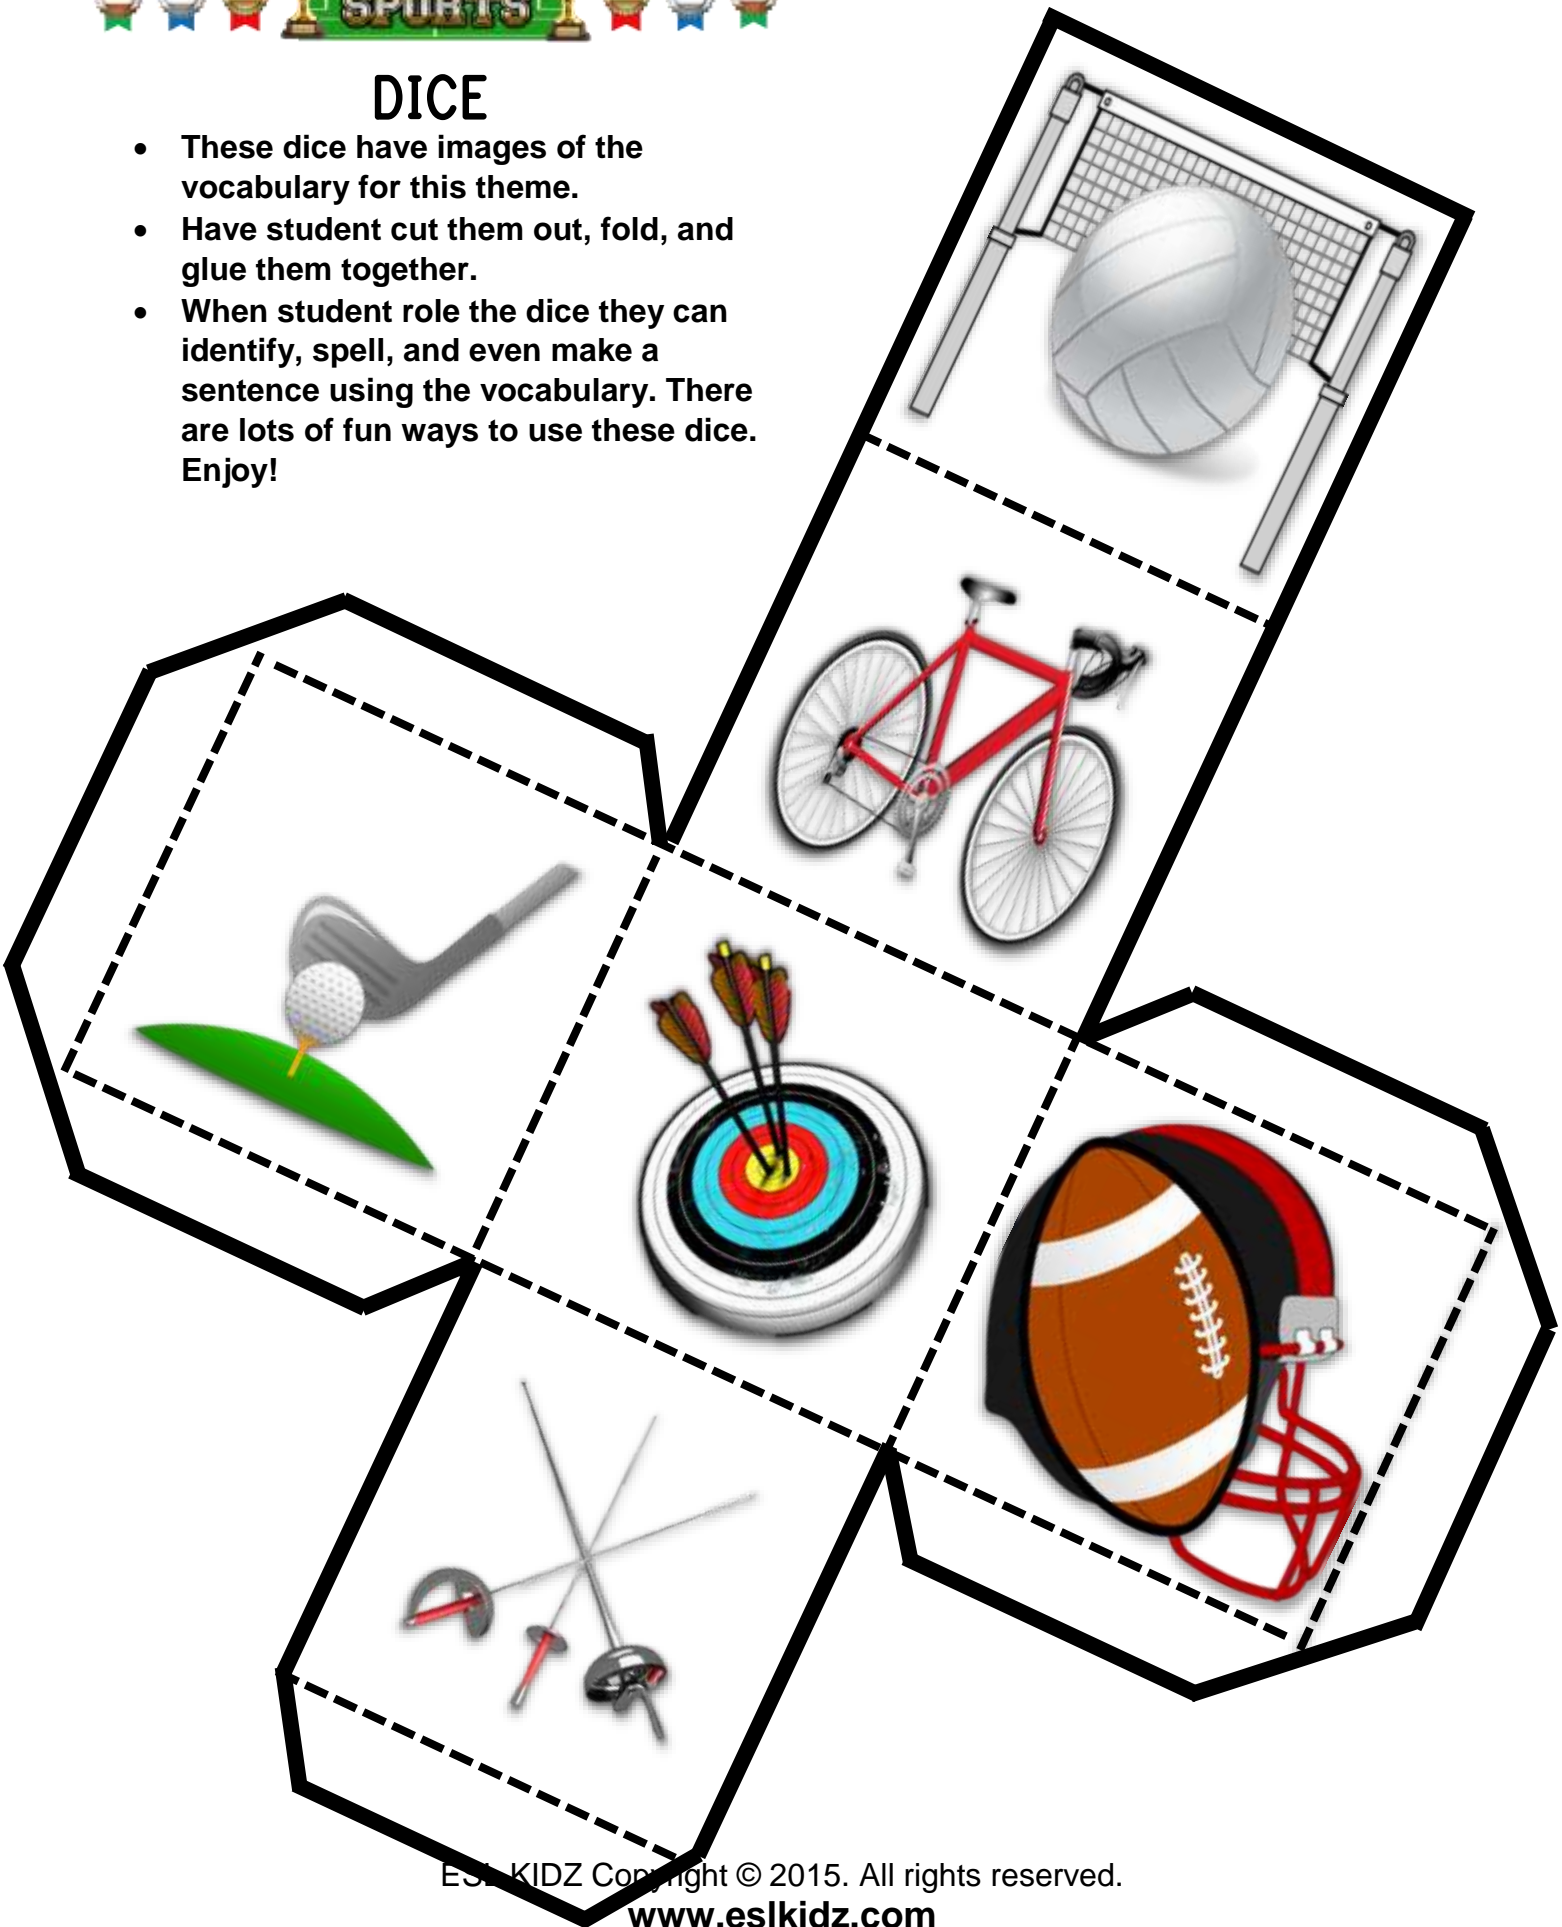 SPORTS
DICE
• These dice have images of the
vocabulary for this theme.
• Have student cut them out, fold, and
glue them together.
• When student role the dice they can
identify, spell, and even make a
sentence using the vocabulary. There
are lots of fun ways to use these dice.
Enjoy!
ESL KIDZ Copyright © 2015. All rights reserved.
www.eslkidz.com